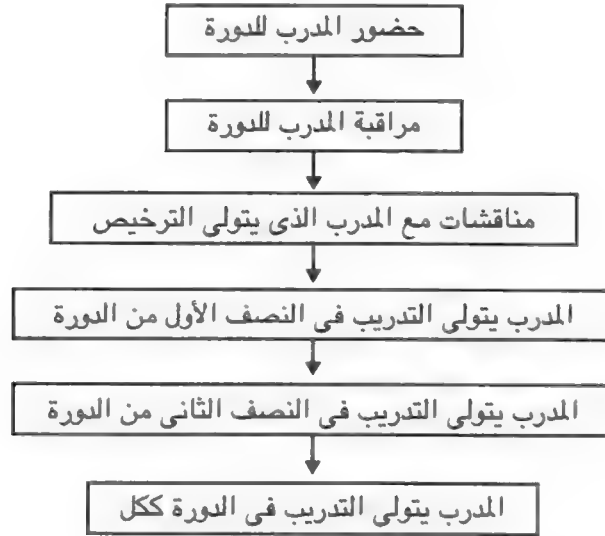 حضور المدرب للدورة
مراقبة المدرب للدورة
مناقشات مع المدرب الذى يتولى الترخيص
المدرب يتولى التدريب فى النصف الأول من الدورة
المدرب يتولى التدريب فى النصف الثانى من الدورة
المدرب يتولى التدريب فى الدورة ككل